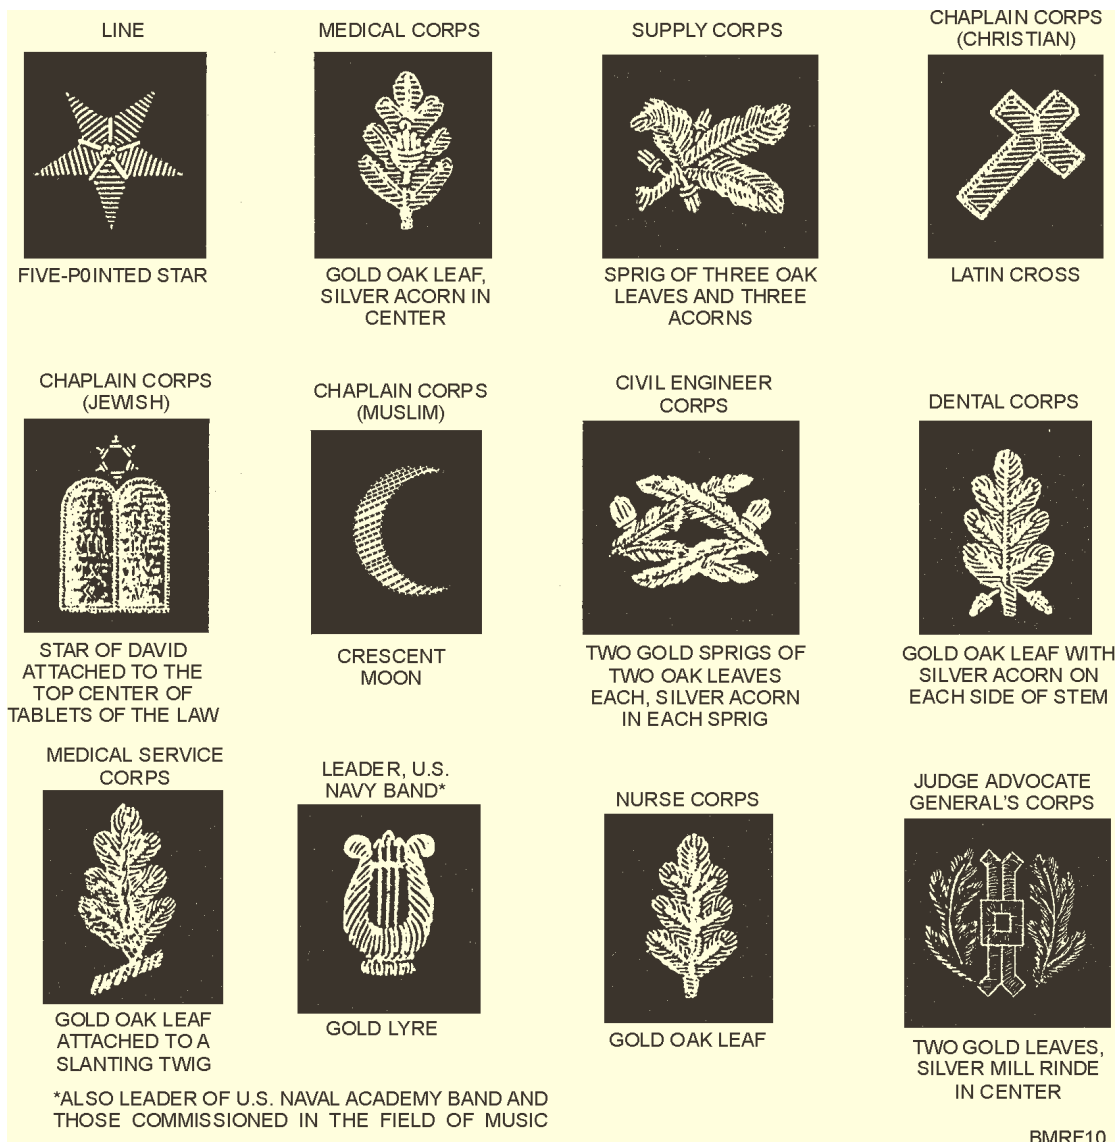 LINE
FIVE-P0INTED STAR
MEDICAL CORPS
GOLD OAK LEAF,
SILVER ACORN IN
CENTER
SUPPLY CORPS
SPRIG OF THREE OAK
LEAVES AND THREE
ACORNS
CHAPLAIN CORPS
(CHRISTIAN)
LATIN CROSS
CHAPLAIN CORPS
(JEWISH)
STAR OF DAVID
ATTACHED TO THE
TOP CENTER OF
TABLETS OF THE LAW
CHAPLAIN CORPS
(MUSLIM)
CRESCENT
MOON
CIVIL ENGINEER
CORPS
TWO GOLD SPRIGS OF
TWO OAK LEAVES
EACH, SILVER ACORN
IN EACH SPRIG
DENTAL CORPS
GOLD OAK LEAF WITH
SILVER ACORN ON
EACH SIDE OF STEM
MEDICAL SERVICE
CORPS
GOLD OAK LEAF
ATTACHED TO A
SLANTING TWIG
LEADER, U.S.
NAVY BAND*
GOLD LYRE
NURSE CORPS
GOLD OAK LEAF
JUDGE ADVOCATE
GENERAL'S CORPS
TWO GOLD LEAVES,
SILVER MILL RINDE
IN CENTER
*ALSO LEADER OF U.S. NAVAL ACADEMY BAND AND
THOSE COMMISSIONED IN THE FIELD OF MUSIC
BMRF10